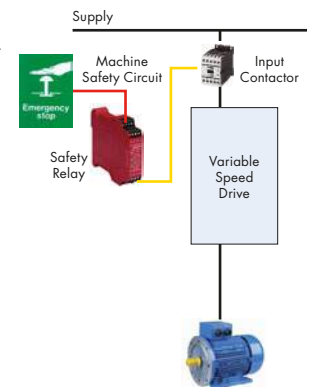 Supply
Machine
Safety Circuit
Input
Contactor
Emergency
stop
Safety
Relay
Variable
Speed
Drive